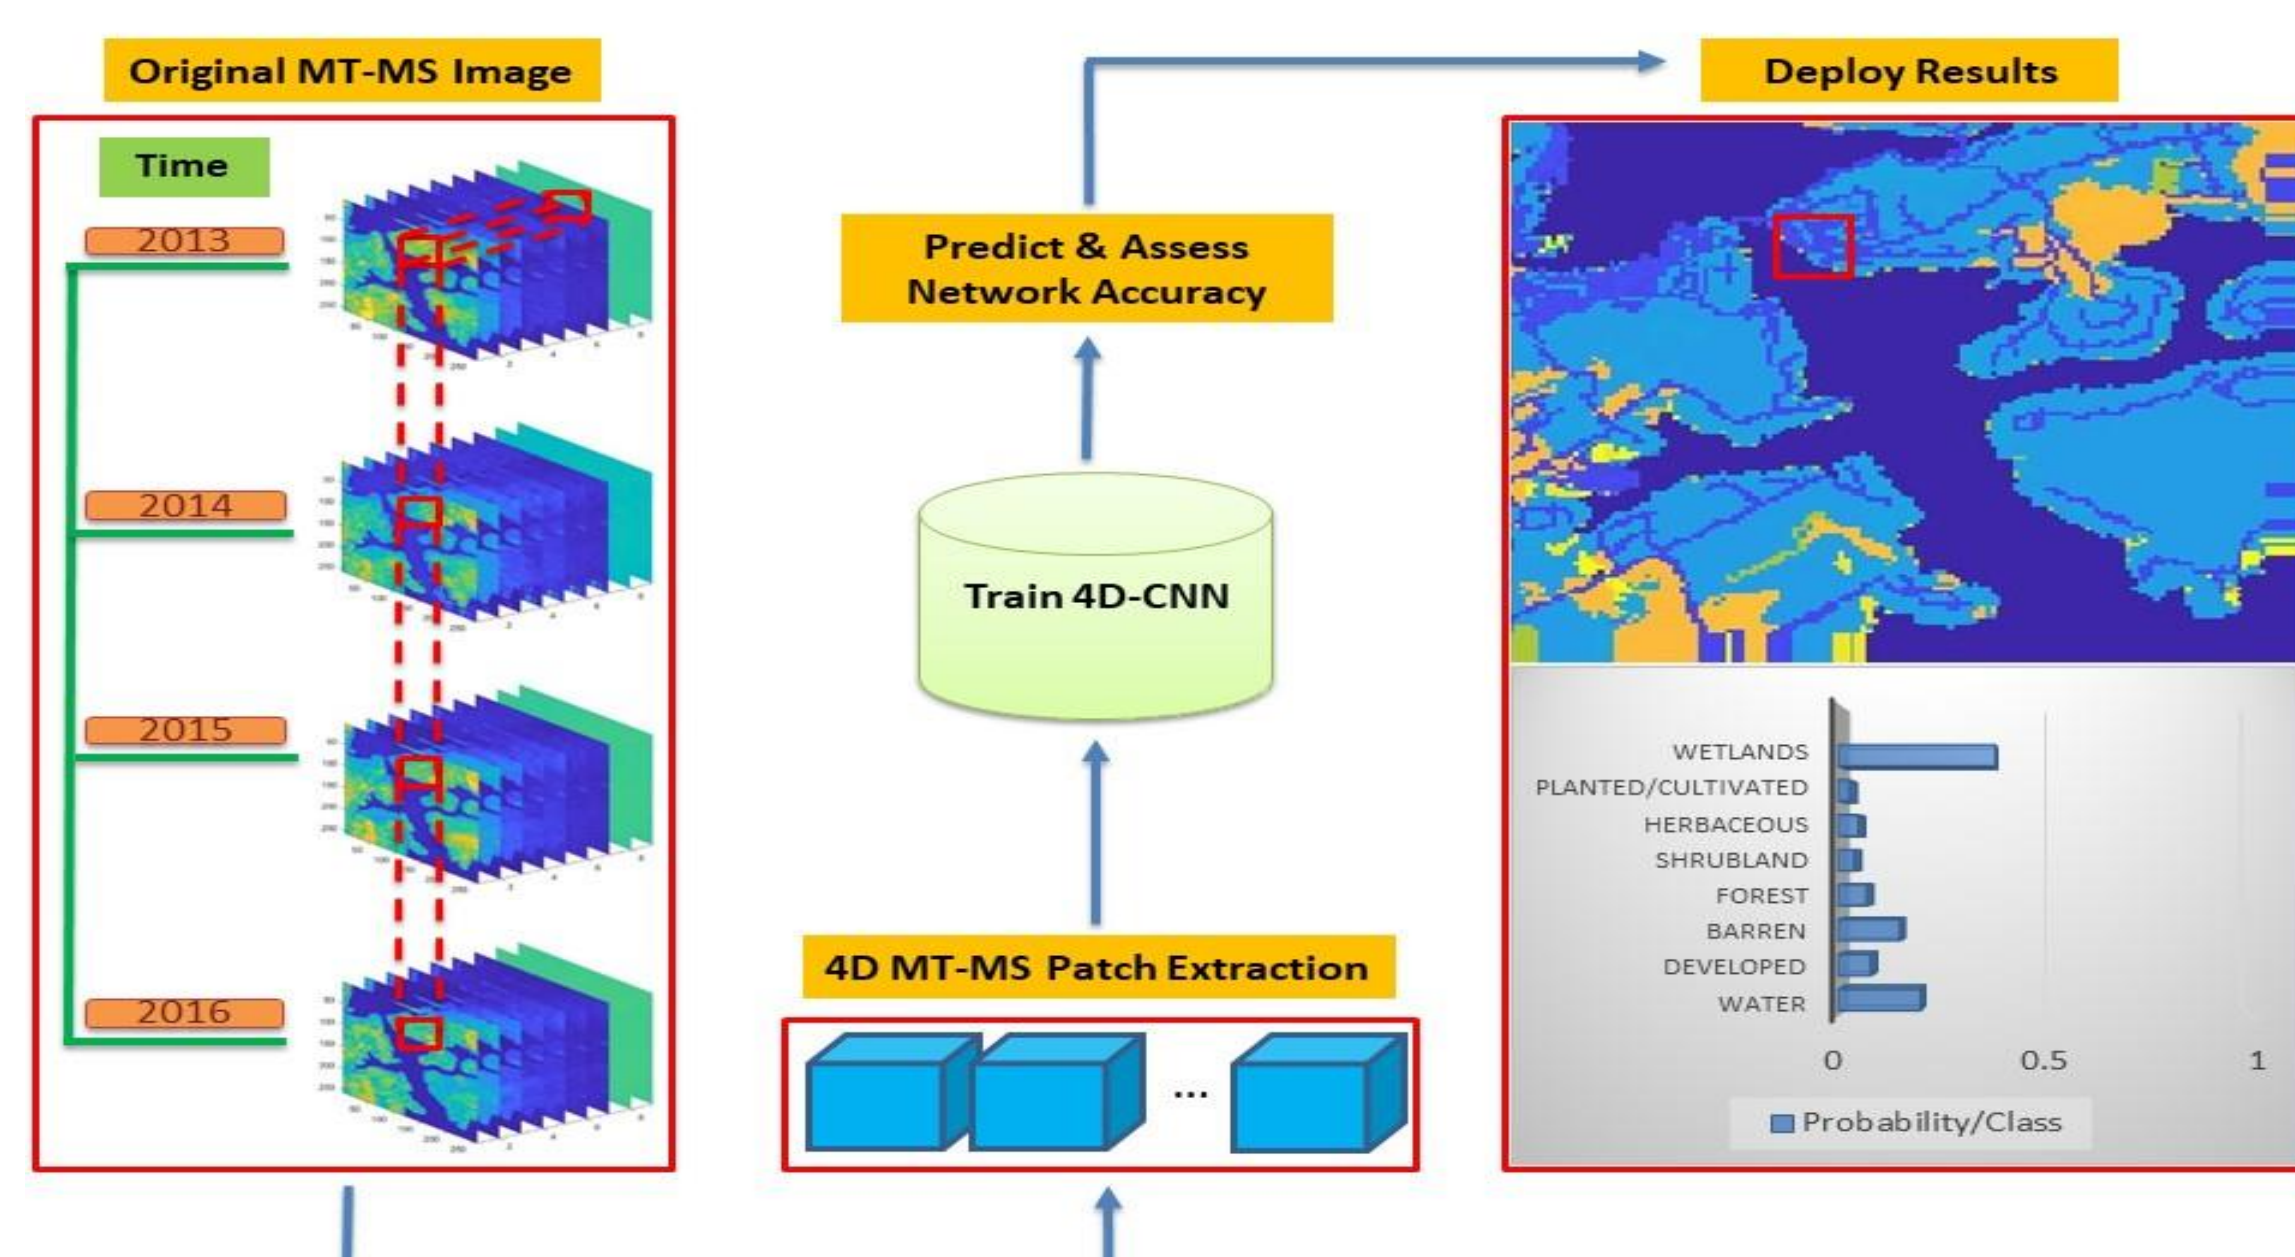 Original MT-MS Image
Time
2013
2014
2015
2016
Predict & Assess
Network Accuracy
Train 4D-CNN
4D MT-MS Patch Extraction
...
Deploy Results
WETLANDS
PLANTED/CULTIVATED
HERBACEOUS
SHRUBLAND
FOREST
BARREN
DEVELOPED
WATER
0 0.5 1
Probability/Class